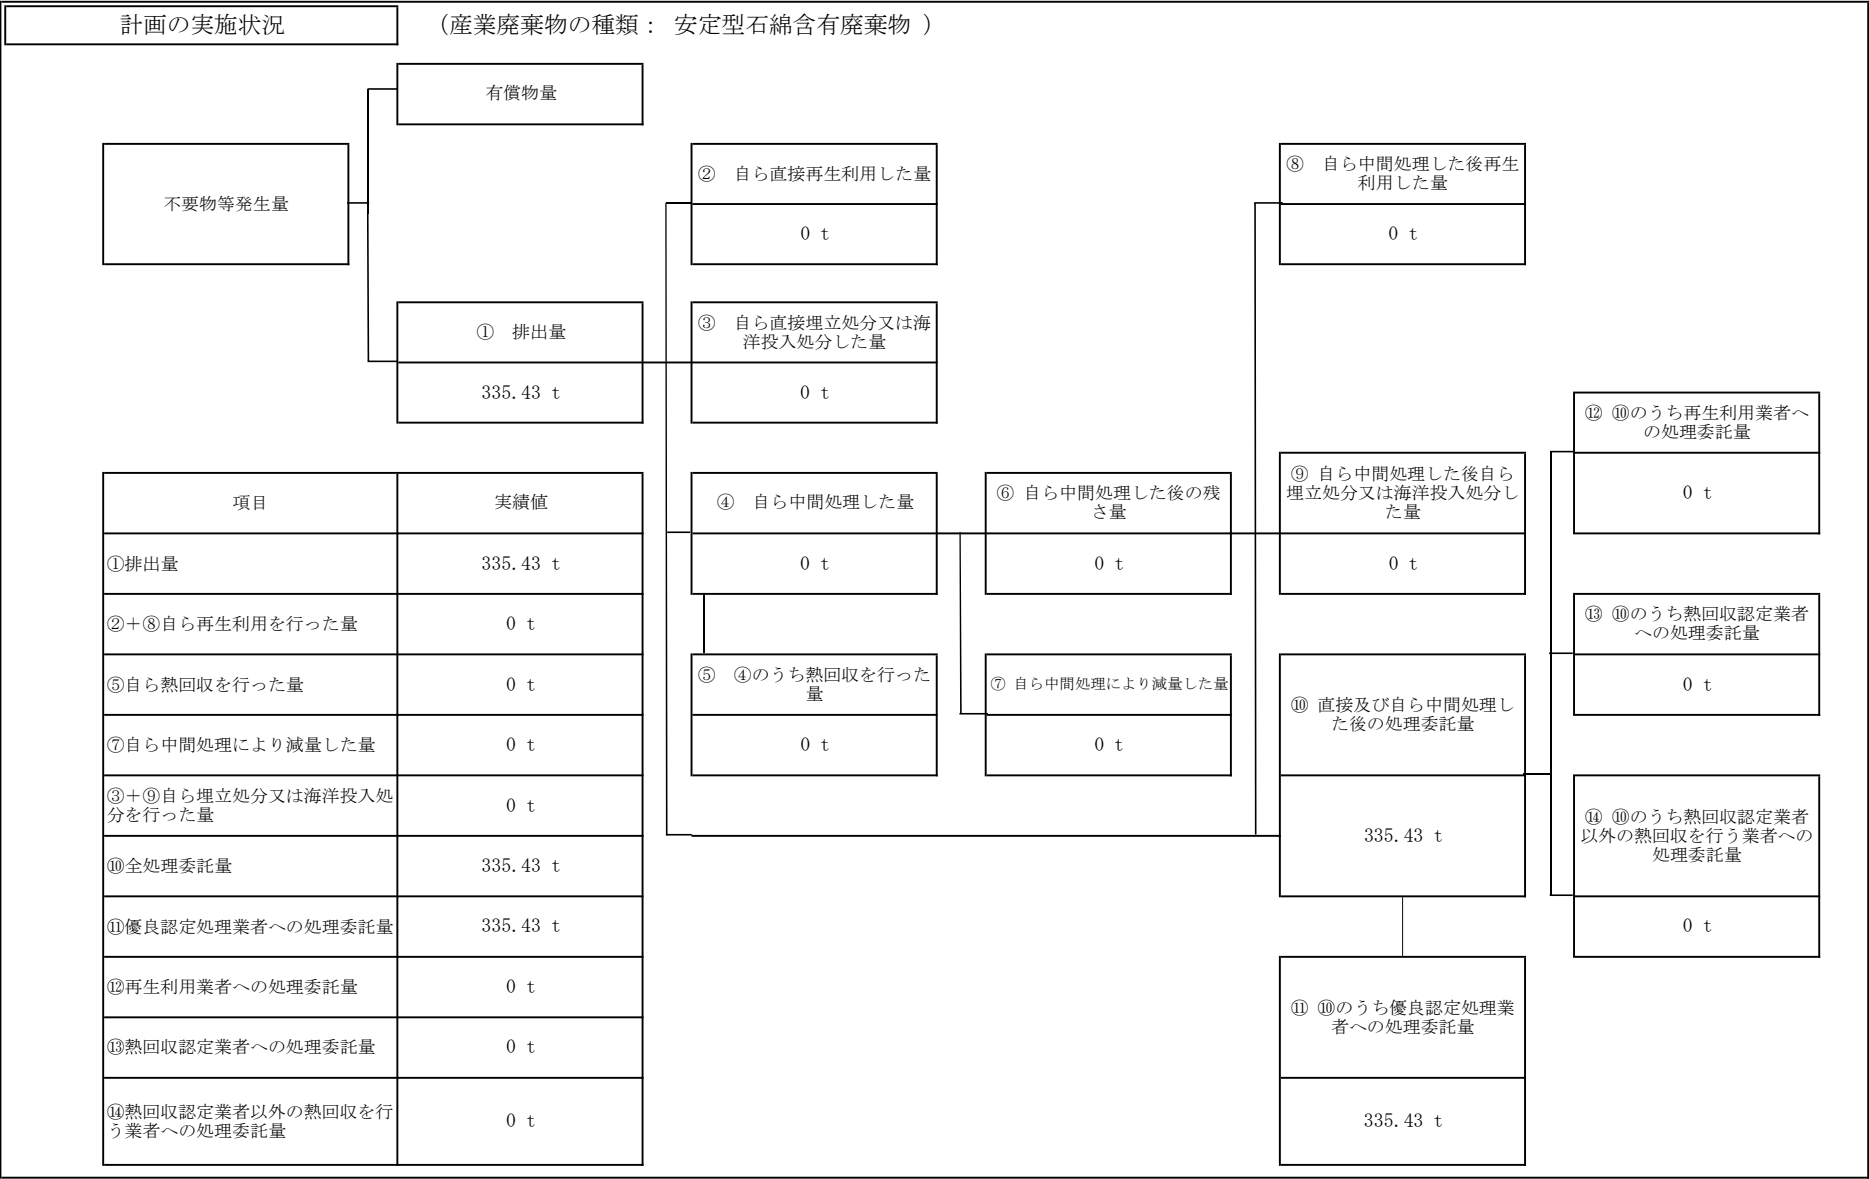 計画の実施状況
（産業廃棄物の種類： 安定型石綿含有廃棄物 ）
有償物量
不要物等発生量
② 自ら直接再生利用した量
0 t
⑧ 自ら中間処理した後再生
利用した量
0 t
① 排出量
335.43 t
③ 自ら直接埋立処分又は海
洋投入処分した量
0 t
⑫ ⑩のうち再生利用業者へ
の処理委託量
0 t
④ 自ら中間処理した量
0 t
⑥ 自ら中間処理した後の残
さ量
0 t
⑨ 自ら中間処理した後自ら
埋立処分又は海洋投入処分し
た量
0 t
⑬ ⑩のうち熱回収認定業者
への処理委託量
0 t
⑤ ④のうち熱回収を行った
量
0 t
⑦ 自ら中間処理により減量した量
0 t
⑩ 直接及び自ら中間処理し
た後の処理委託量
335.43 t
⑭ ⑩のうち熱回収認定業者
以外の熱回収を行う業者への
処理委託量
0 t
⑪ ⑩のうち優良認定処理業
者への処理委託量
335.43 t
項目 実績値
①排出量 335.43 t
②＋⑧自ら再生利用を行った量 0 t
⑤自ら熱回収を行った量 0 t
⑦自ら中間処理により減量した量 0 t
③＋⑨自ら埋立処分又は海洋投入処
分を行った量 0 t
⑩全処理委託量 335.43 t
⑪優良認定処理業者への処理委託量 335.43 t
⑫再生利用業者への処理委託量 0 t
⑬熱回収認定業者への処理委託量 0 t
⑭熱回収認定業者以外の熱回収を行
う業者への処理委託量 0 t